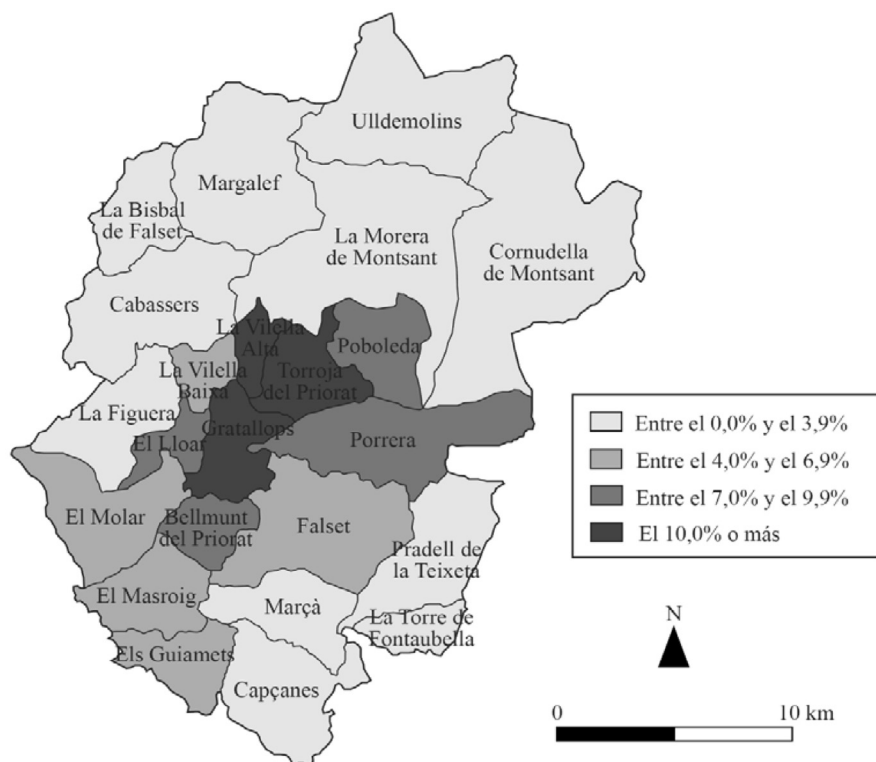 Ulldemolins
Margalef
La Bisbal
de Falset
La Morera
de Montsant
Cornudella
de Montsant
Cabassers
La Vilella
Alta
Poboleda
La Vilella
Baixa
Torroja
del Priorat
La Figuera
Gratallops
El Lloar
Porrera
El Molar
Bellmunt
del Priorat
Falset
Pradell de
la Teixeta
El Masroig
Marçà
La Torre de
Fontaubella
Els Guiamets
Capçanes
Entre el 0,0% y el 3,9%
Entre el 4,0% y el 6,9%
Entre el 7,0% y el 9,9%
El 10,0% o más
N
0 10 km